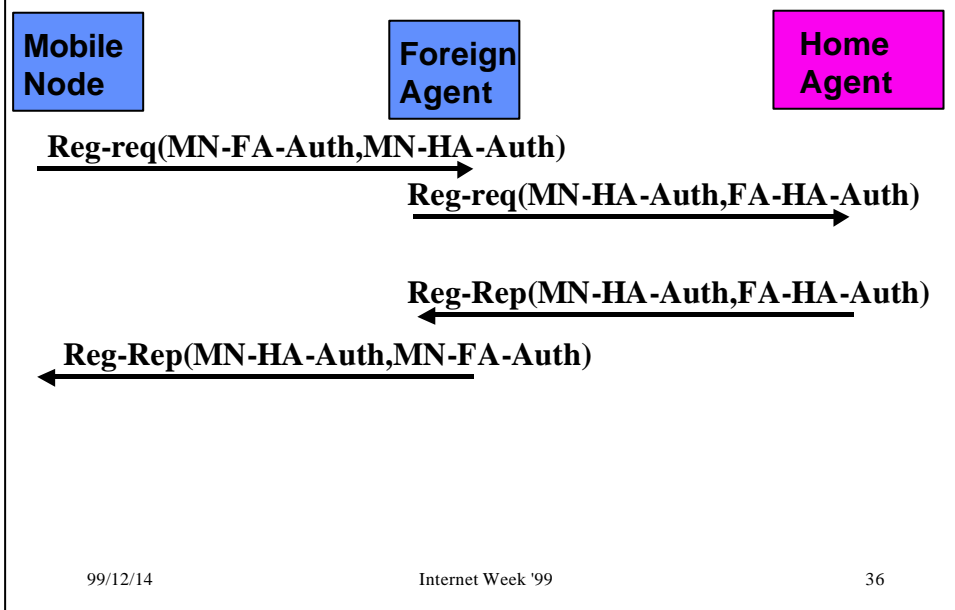 Mobile
Node
Foreign
Agent
Home
Agent
Reg-req(MN-FA-Auth,MN-HA-Auth)
Reg-req(MN-HA-Auth,FA-HA-Auth)
Reg-Rep(MN-HA-Auth,FA-HA-Auth)
Reg-Rep(MN-HA-Auth,MN-FA-Auth)
99/12/14
Internet Week '99
36